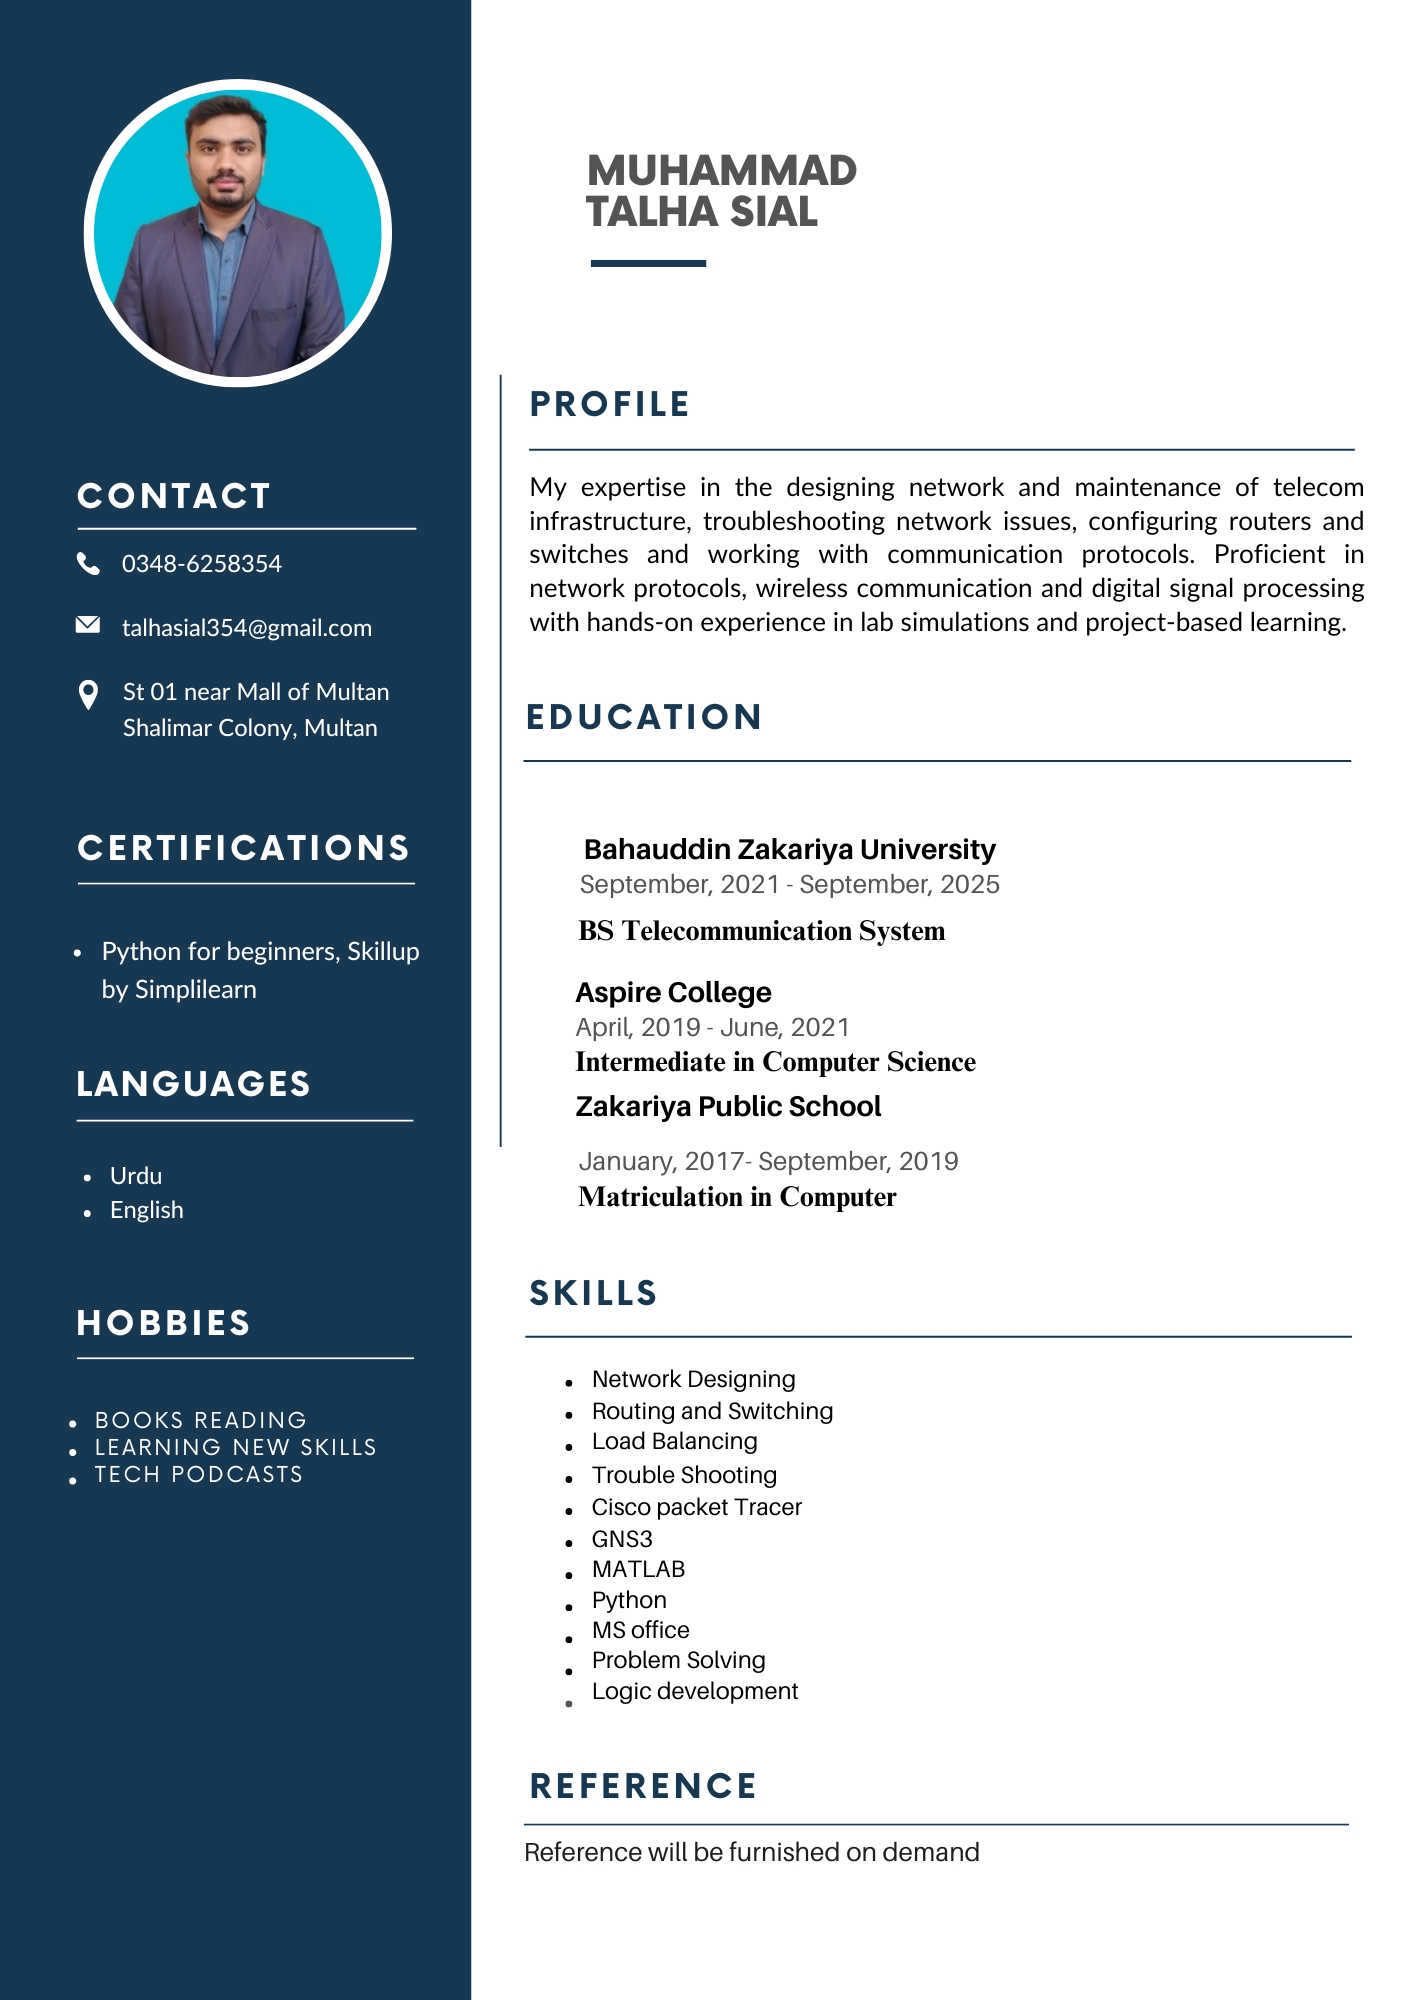 MUHAMMAD
TALHA SIAL
CONTACT
0348-6258354
talhasial354@gmail.com
St 01 near Mall of Multan
Shalimar Colony, Multan
CERTIFICATIONS
• Python for beginners, Skillup
by Simplilearn
LANGUAGES
• Urdu
• English
HOBBIES
• BOOKS READING
• LEARNING NEW SKILLS
• TECH PODCASTS
PROFILE
My expertise in the designing network and maintenance of telecom
infrastructure, troubleshooting network issues, configuring routers and
switches and working with communication protocols. Proficient in
network protocols, wireless communication and digital signal processing
with hands-on experience in lab simulations and project-based learning.
EDUCATION
Bahauddin Zakariya University
September, 2021 - September, 2025
BS Telecommunication System
Aspire College
April, 2019 - June, 2021
Intermediate in Computer Science
Zakariya Public School
January, 2017- September, 2019
Matriculation in Computer
SKILLS
• Network Designing
• Routing and Switching
• Load Balancing
• Trouble Shooting
• Cisco packet Tracer
• GNS3
• MATLAB
• Python
• MS office
• Problem Solving
• Logic development
REFERENCE
Reference will be furnished on demand